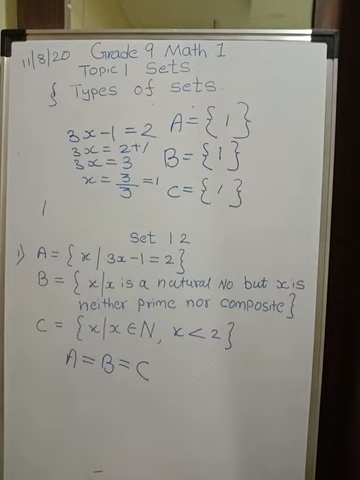 11/8/20 Grade 9 Math I
Topic 1 Sets
{ Types of sets
3x-1=2
3x=2+1
3x=3
x=3/3=1
A={1}
B={1}
C={1}
Set 12
1) A={x/3x-1=2}
B={x/x is a natural No but x is
neither prime nor composite}
C={x/x∈N, x<2}
A=B=C